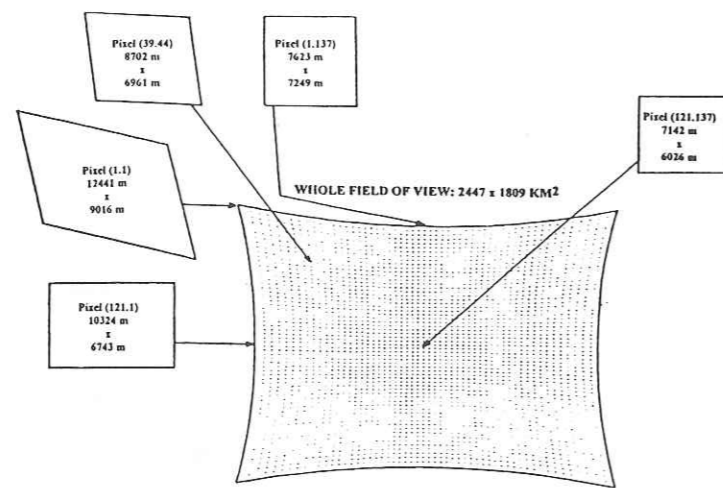 Pixel (39.44)
8702 m
x
6961 m
Pixel (1.137)
7623 m
x
7249 m
Pixel (121.137)
7142 m
x
6026 m
Pixel (1.1)
12441 m
x
9016 m
WHOLE FIELD OF VIEW: 2447 x 1809 KM2
Pixel (121.1)
10324 m
x
6743 m